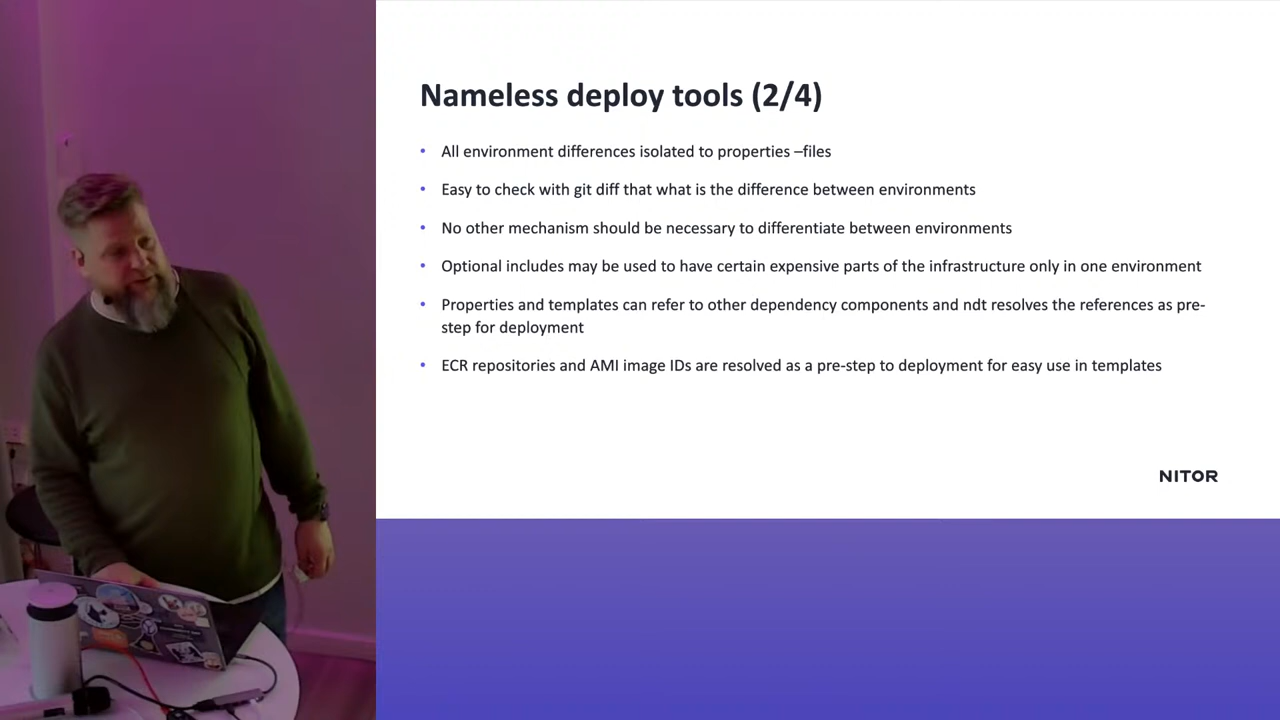 Nameless deploy tools (2/4)
• All environment differences isolated to properties –files
• Easy to check with git diff that what is the difference between environments
• No other mechanism should be necessary to differentiate between environments
• Optional includes may be used to have certain expensive parts of the infrastructure only in one environment
• Properties and templates can refer to other dependency components and ndt resolves the references as pre-
step for deployment
• ECR repositories and AMI image IDs are resolved as a pre-step to deployment for easy use in templates
NITOR